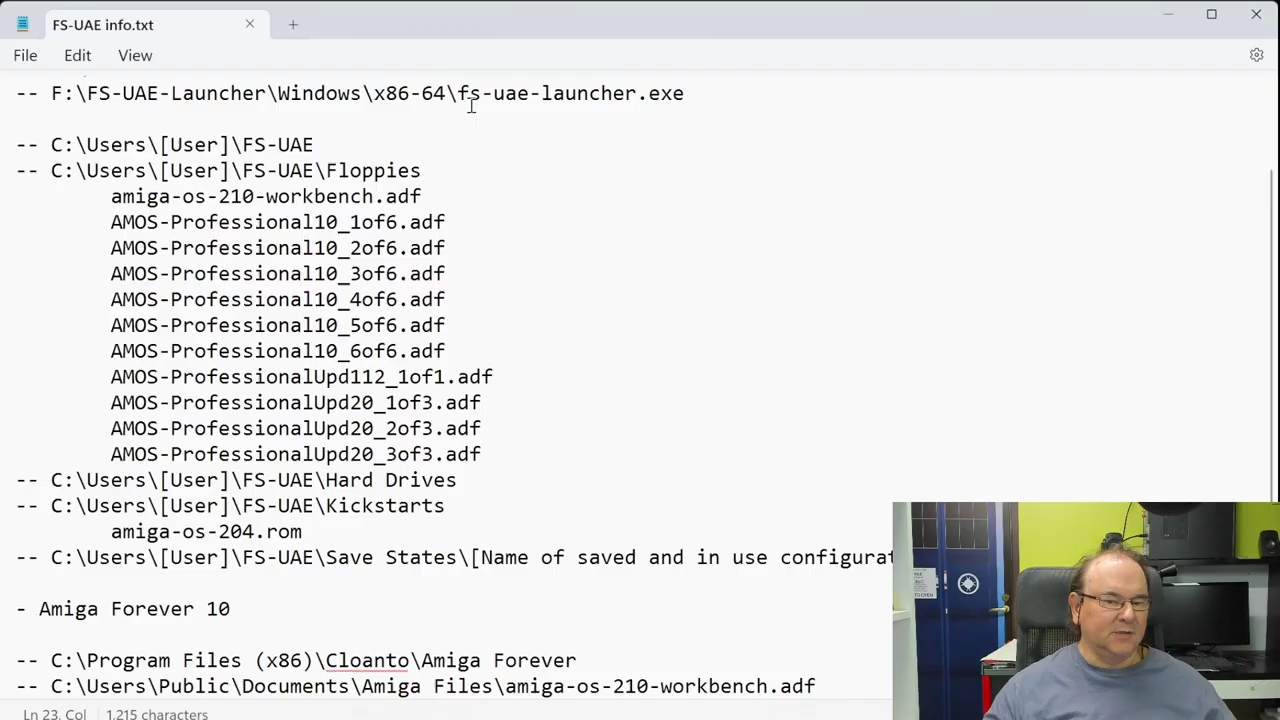 FS-UAE info.txt
File Edit View
-- F:\FS-UAE-Launcher\Windows\x86-64\fs-uae-launcher.exe
-- C:\Users\[User]\FS-UAE
-- C:\Users\[User]\FS-UAE\Floppies
amiga-os-210-workbench.adf
AMOS-Professional10_1of6.adf
AMOS-Professional10_2of6.adf
AMOS-Professional10_3of6.adf
AMOS-Professional10_4of6.adf
AMOS-Professional10_5of6.adf
AMOS-Professional10_6of6.adf
AMOS-ProfessionalUpd112_1of1.adf
AMOS-ProfessionalUpd20_1of3.adf
AMOS-ProfessionalUpd20_2of3.adf
AMOS-ProfessionalUpd20_3of3.adf
-- C:\Users\[User]\FS-UAE\Hard Drives
-- C:\Users\[User]\FS-UAE\Kickstarts
amiga-os-204.rom
-- C:\Users\[User]\FS-UAE\Save States\[Name of saved and in use configurat
- Amiga Forever 10
-- C:\Program Files (x86)\Cloanto\Amiga Forever
-- C:\Users\Public\Documents\Amiga Files\amiga-os-210-workbench.adf
Ln 23, Col 1,215 characters